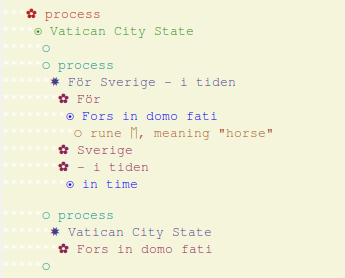 ✿ process
⍟ Vatican City State
○
○ process
✸ För Sverige - i tiden
✿ För
⍟ Fors in domo fati
○ rune ᛖ, meaning "horse"
✿ Sverige
✿ - i tiden
⍟ in time
○ process
✸ Vatican City State
✿ Fors in domo fati
○